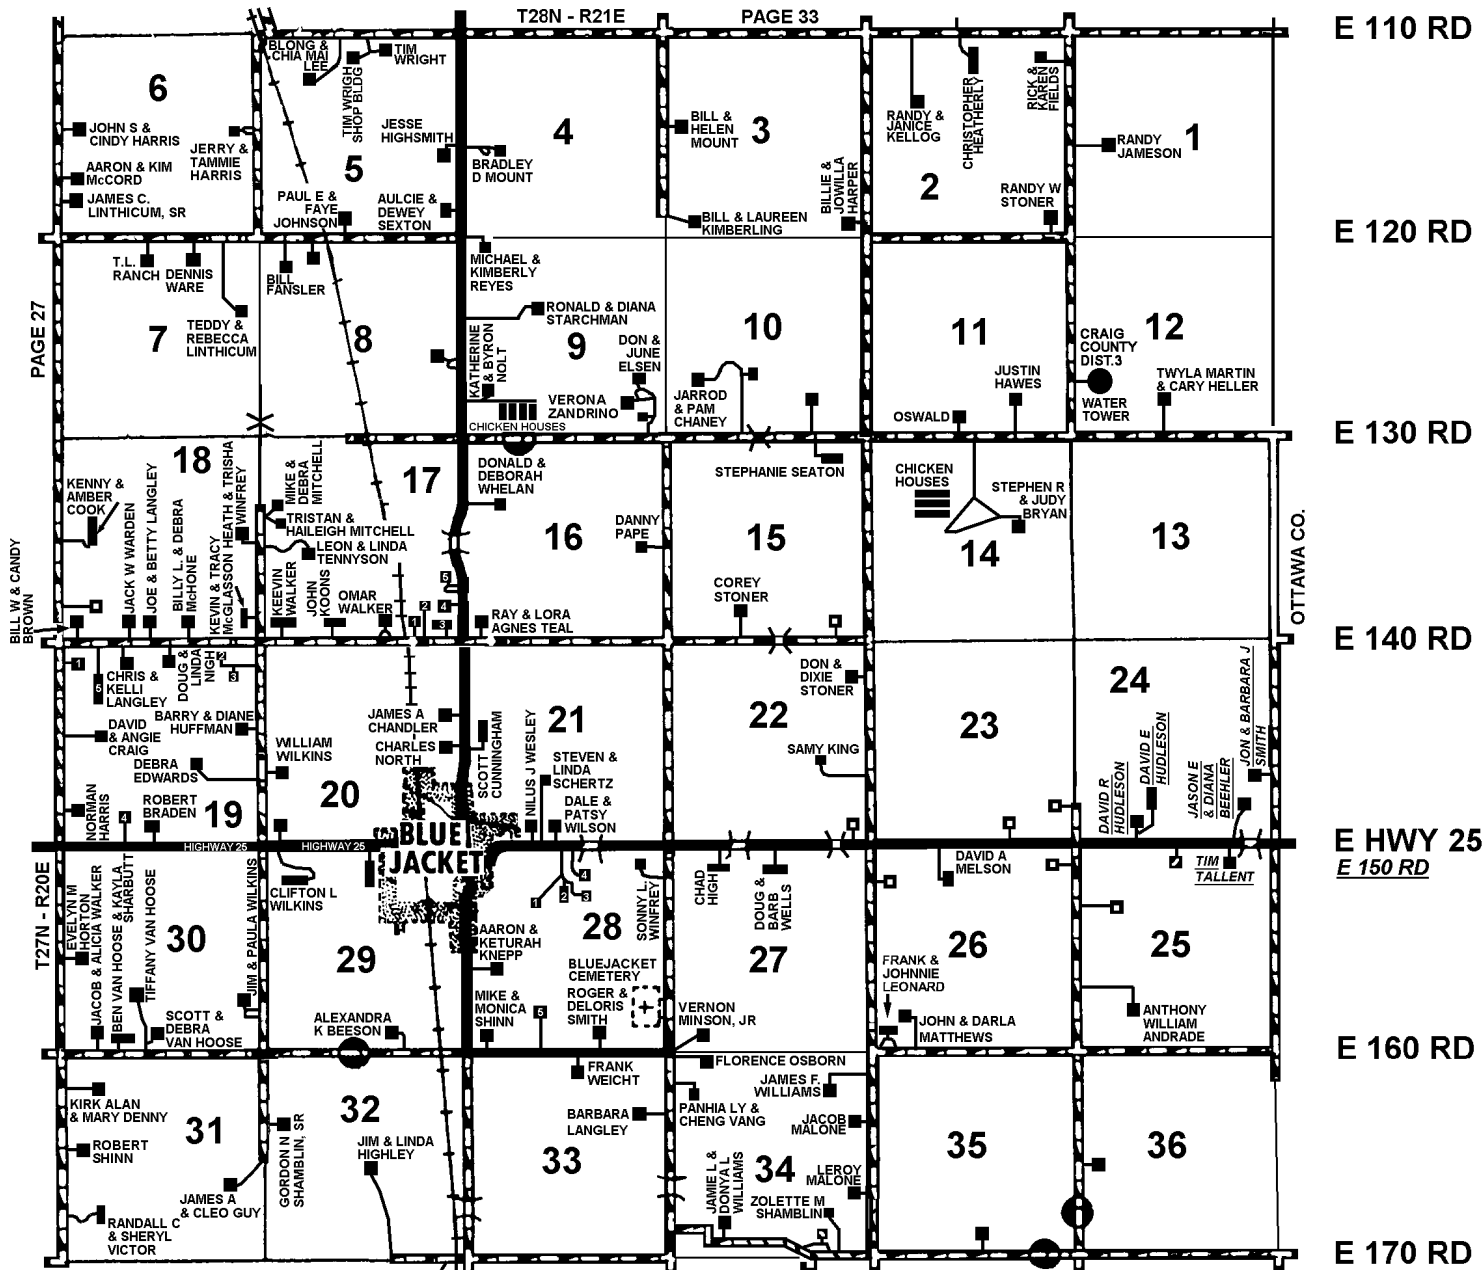 T28N - R21E
PAGE 33
E 110 RD
BLONG &
CHIA MAI
LEE
TIM
WRIGHT
TIM WRIGH
SHOP BLDG
6
JOHN S &
CINDY HARRIS
AARON & KIM
McCORD
JAMES C.
LINTHICUM, SR
JERRY &
TAMMIE
HARRIS
5
JESSE
HIGHSMITH
PAUL E &
FAYE
JOHNSON
AULCIE &
DEWEY
SEXTON
4
BRADLEY
D MOUNT
3
BILL &
HELEN
MOUNT
BILL & LAUREEN
KIMBERLING
BILLIE &
JOWILLA
HARPER
2
RANDY &
JANICE
KELLOG
CHRISTOPHER
HEATHERLY
RICK &
KAREN
FIELDS
RANDY W
STONER
1
RANDY
JAMESON
E 120 RD
PAGE 27
T.L.
RANCH
DENNIS
WARE
TEDDY &
REBECCA
LINTHICUM
7
BILL
FANSLER
8
MICHAEL &
KIMBERLY
REYES
RONALD & DIANA
STARCHMAN
9
KATHERINE
& BYRON
NOLT
DON &
JUNE
ELSEN
VERONA
ZANDRINO
CHICKEN HOUSES
10
JARROD
& PAM
CHANEY
11
JUSTIN
HAWES
OSWALD
12
CRAIG
COUNTY
DIST.3
WATER
TOWER
TWYLA MARTIN
& CARY HELLER
E 130 RD
18
KENNY &
AMBER
COOK
JACK W WARDEN
JOE & BETTY LANGLEY
BILLY L. & DEBRA
McHONE
KEVIN & TRACY
McGLASSON
HEATH & TRISHA
WINFREY
BILL W & CANDY
BROWN
17
MIKE &
DEBRA
MITCHELL
TRISTAN &
HAILEIGH MITCHELL
LEON & LINDA
TENNYSON
KEEVIN
WALKER
JOHN
KOONS
OMAR
WALKER
1
2
3
4
5
DONALD &
DEBORAH
WHELAN
16
DANNY
PAPE
RAY & LORA
AGNES TEAL
15
STEPHANIE SEATON
COREY
STONER
CHICKEN
HOUSES
STEPHEN R
& JUDY
BRYAN
14
13
OTTAWA CO.
E 140 RD
1
5
CHRIS &
KELLI
LANGLEY
DOUG &
LINDA
NIGH
2
3
DAVID
& ANGIE
CRAIG
BARRY & DIANE
HUFFMAN
DEBRA
EDWARDS
NORMAN
HARRIS
4
ROBERT
BRADEN
19
WILLIAM
WILKINS
20
JAMES A
CHANDLER
CHARLES
NORTH
SCOTT
CUNNINGHAM
21
NILUS J WESLEY
STEVEN &
LINDA
SCHERTZ
DALE &
PATSY
WILSON
22
DON &
DIXIE
STONER
SAMY KING
23
24
DAVID R
HUDLESON
DAVID E
HUDLESON
JASON E
& DIANA
BEEHLER
JON & BARBARA J
SMITH
HIGHWAY 25
HIGHWAY 25
BLUE
JACKET
E HWY 25
E 150 RD
T27N - R20E
EVELYN M
HORTON
JACOB & ALICIA WALKER
BEN VAN HOOSE & KAYLA
SHARBUTT
TIFFANY VAN HOOSE
30
SCOTT &
DEBRA
VAN HOOSE
JIM & PAULA WILKINS
CLIFTON L
WILKINS
29
ALEXANDRA
K BEESON
AARON &
KETURAH
KNEPP
MIKE &
MONICA
SHINN
1
2
3
4
5
28
BLUEJACKET
CEMETERY
ROGER &
DELORIS
SMITH
SONNY L.
WINFREY
CHAD
HIGH
DOUG &
BARB
WELLS
27
VERNON
MINSON, JR
DAVID A
MELSON
26
FRANK &
JOHNNIE
LEONARD
JOHN & DARLA
MATTHEWS
TIM
TALLENT
25
ANTHONY
WILLIAM
ANDRADE
E 160 RD
KIRK ALAN
& MARY DENNY
ROBERT
SHINN
31
JAMES A
& CLEO GUY
RANDALL C
& SHERYL
VICTOR
GORDON N
SHAMBLIN, SR
32
JIM & LINDA
HIGHLEY
FRANK
WEICHT
BARBARA
LANGLEY
33
FLORENCE OSBORN
JAMES F.
WILLIAMS
PANHIA LY &
CHENG VANG
JACOB
MALONE
34
JAMIE L &
DONYA L
WILLIAMS
LEROY
MALONE
ZOLETTE M
SHAMBLIN
35
36
E 170 RD